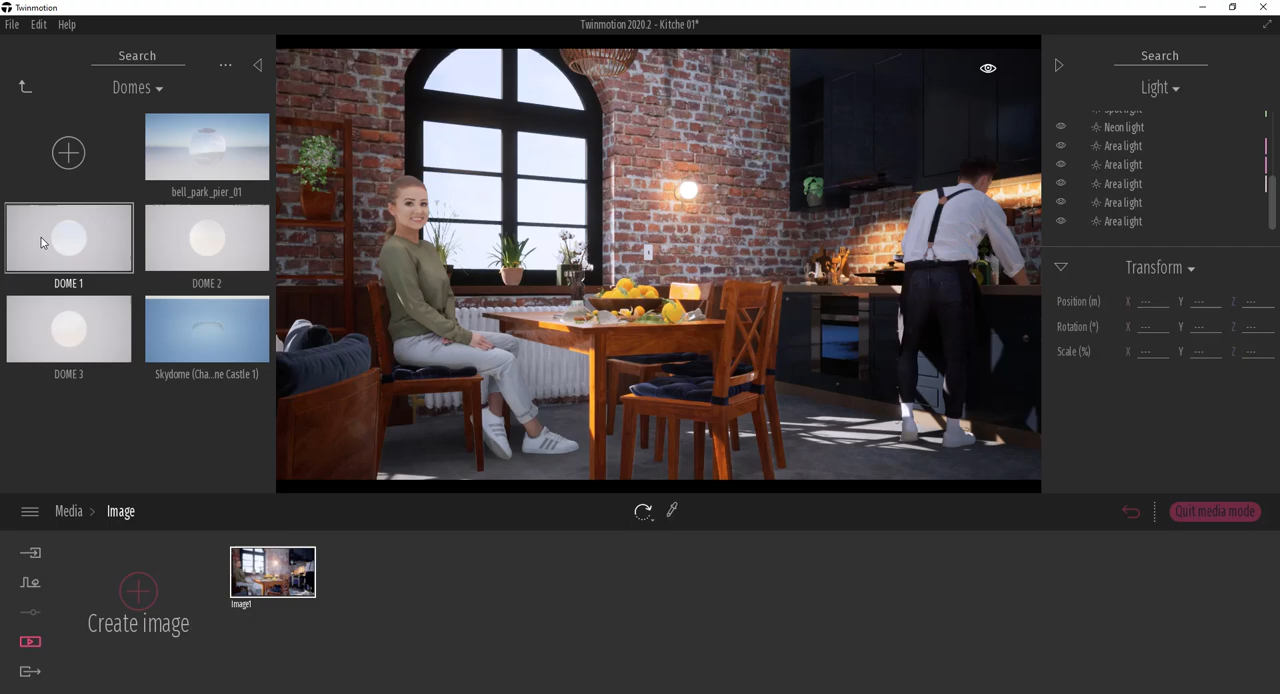 Twinmotion
File Edit Help
Twinmotion 2020.2 - Kitche 01*
Search
...
Domes
bell_park_pier_01
DOME 1
DOME 2
DOME 3
Skydome (Cha...ne Castle 1)
Search
Light
Spot light
Neon light
Area light
Area light
Area light
Area light
Area light
Transform
Position (m) X --- Y --- Z ---
Rotation (°) X --- Y --- Z ---
Scale (%) X --- Y --- Z ---
Media > Image
Quit media mode
Create image
Image1